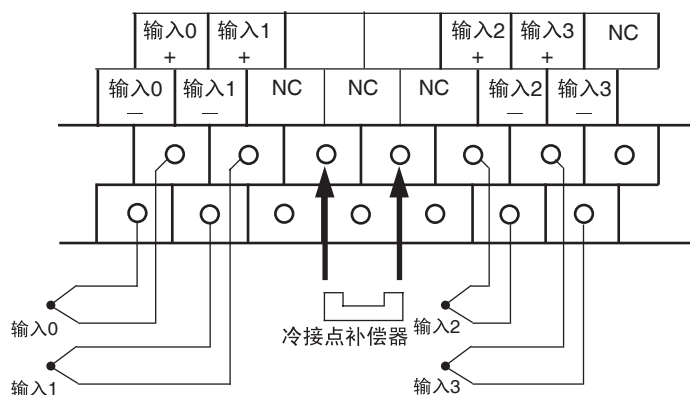 输入0 输入1 输入2 输入3 NC
+ + + +
输入0 输入1 NC NC NC 输入2 输入3
— — — —
输入0 冷接点补偿器 输入2
输入1 输入3